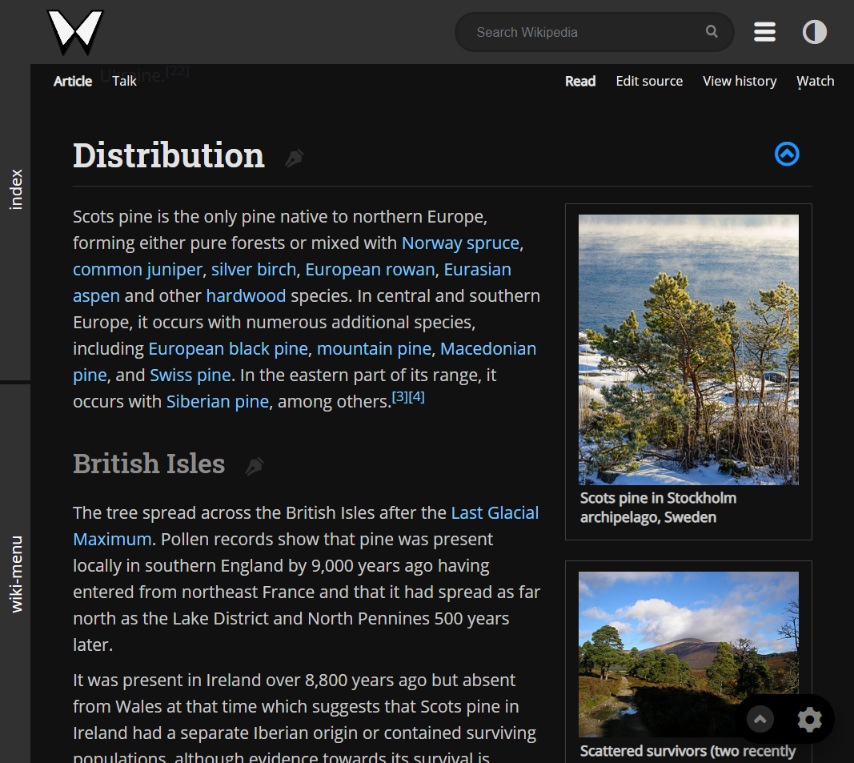 Search Wikipedia
Ukraine.[22]
Article Talk Read Edit source View history Watch
index
wiki-menu
Distribution
Scots pine is the only pine native to northern Europe,
forming either pure forests or mixed with Norway spruce,
common juniper, silver birch, European rowan, Eurasian
aspen and other hardwood species. In central and southern
Europe, it occurs with numerous additional species,
including European black pine, mountain pine, Macedonian
pine, and Swiss pine. In the eastern part of its range, it
occurs with Siberian pine, among others.[3][4]
Scots pine in Stockholm
archipelago, Sweden
British Isles
The tree spread across the British Isles after the Last Glacial
Maximum. Pollen records show that pine was present
locally in southern England by 9,000 years ago having
entered from northeast France and that it had spread as far
north as the Lake District and North Pennines 500 years
later.
It was present in Ireland over 8,800 years ago but absent
from Wales at that time which suggests that Scots pine in
Ireland had a separate Iberian origin or contained surviving
populations, although evidence towards its survival is
Scattered survivors (two recently